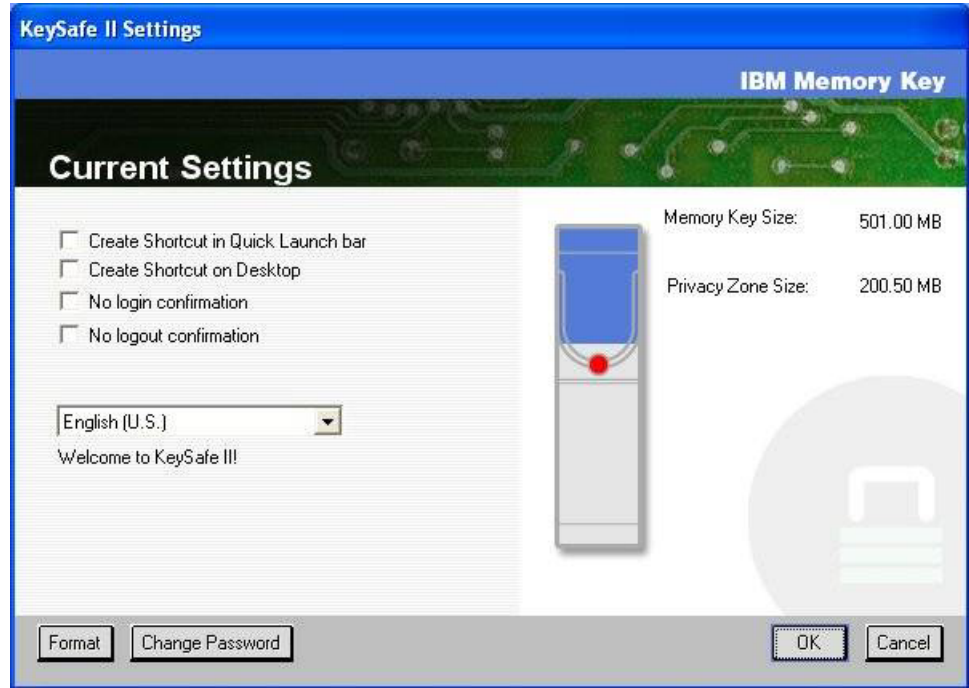 KeySafe II Settings
IBM Memory Key
Current Settings
Create Shortcut in Quick Launch bar
Create Shortcut on Desktop
No login confirmation
No logout confirmation
English (U.S.)
Welcome to KeySafe II!
Memory Key Size: 501.00 MB
Privacy Zone Size: 200.50 MB
Format Change Password OK Cancel